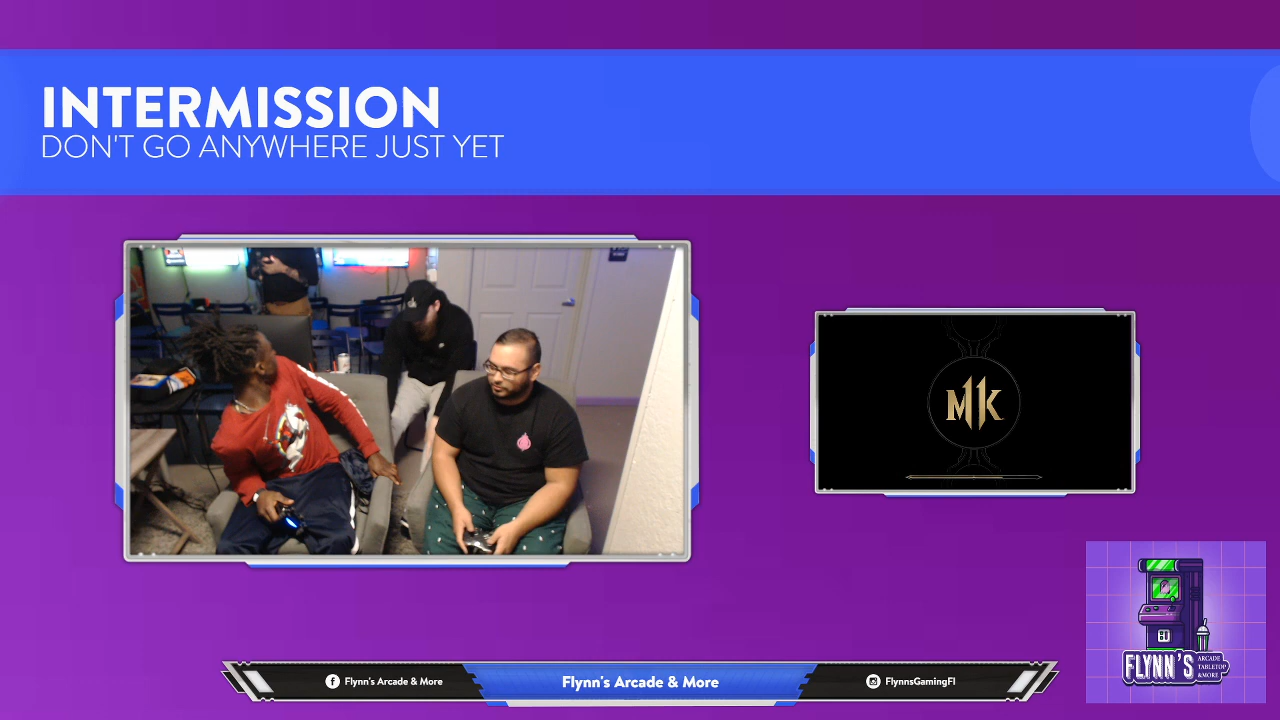 INTERMISSION
DON'T GO ANYWHERE JUST YET
MK
Flynn's Arcade & More
Flynn's Arcade & More
FlynnsGamingFl
FLYNN'S
ARCADE
TABLETOP
&MORE